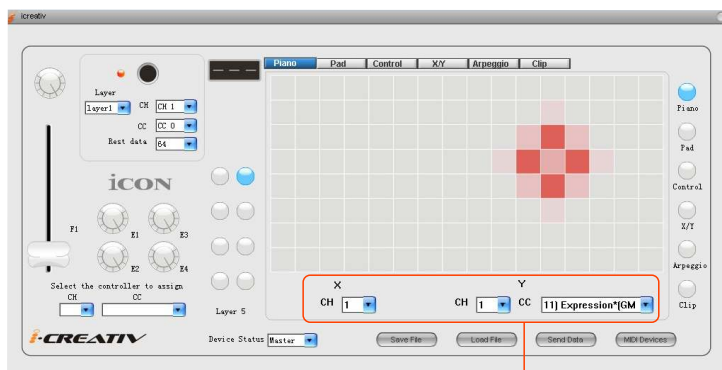 icreativ
Piano Pad Control X/Y Arpeggio Clip
Layer
layer1 CH CH 1
CC CC 0
Rest data 64
iCON
F1
E1 E3
E2 E4
Select the controller to assign
CH CC
Layer 5
Piano
Pad
Control
X/Y
Arpeggio
Clip
X Y
CH 1 CH 1 CC 11) Expression*(GM
i-CREATIV
Device Status Master Save File Load File Send Data MIDI Devices